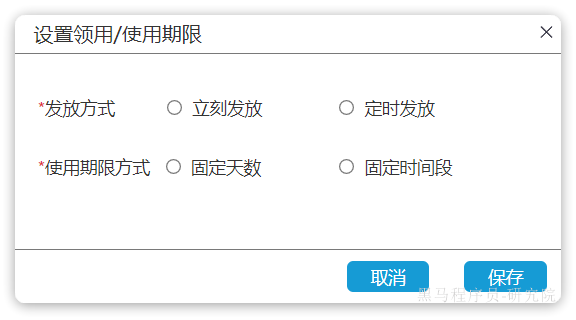 设置领用/使用期限
*发放方式 立刻发放 定时发放
*使用期限方式 固定天数 固定时间段
取消 保存
黑马程序员-研究院